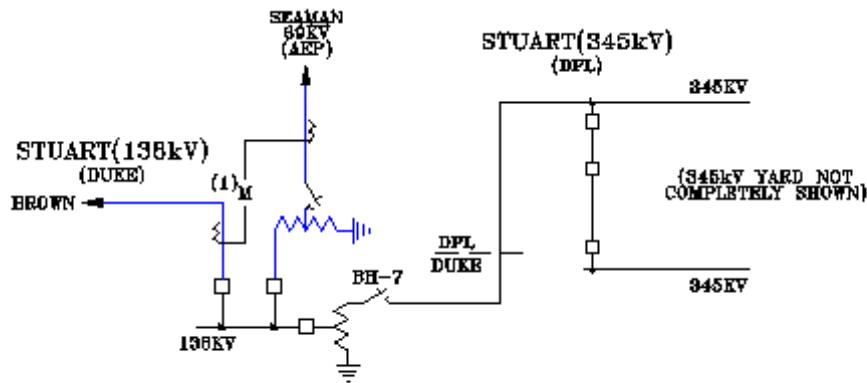 SEAMAN
69KV
(AEP)
STUART(345kV)
(DPL)
345KV
STUART(138kV)
(DUKE)
(1)M
BROWN
(345kV YARD NOT
COMPLETELY SHOWN)
DPL
DUKE
BH-7
345KV
138KV